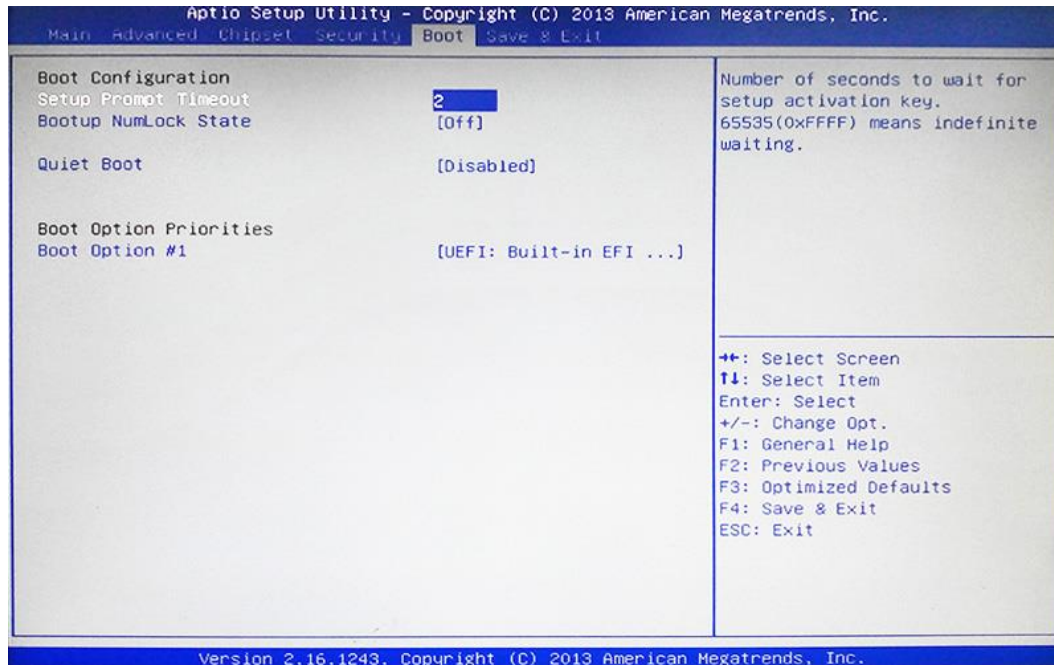 Aptio Setup Utility – Copyright (C) 2013 American Megatrends, Inc.
Main Advanced Chipset Security Boot Save & Exit
Boot Configuration
Setup Prompt Timeout 2
Bootup NumLock State [Off]
Quiet Boot [Disabled]
Boot Option Priorities
Boot Option #1 [UEFI: Built-in EFI ...]
Number of seconds to wait for
setup activation key.
65535(0xFFFF) means indefinite
waiting.
→←: Select Screen
↑↓: Select Item
Enter: Select
+/-: Change Opt.
F1: General Help
F2: Previous Values
F3: Optimized Defaults
F4: Save & Exit
ESC: Exit
Version 2.16.1243. Copyright (C) 2013 American Megatrends, Inc.